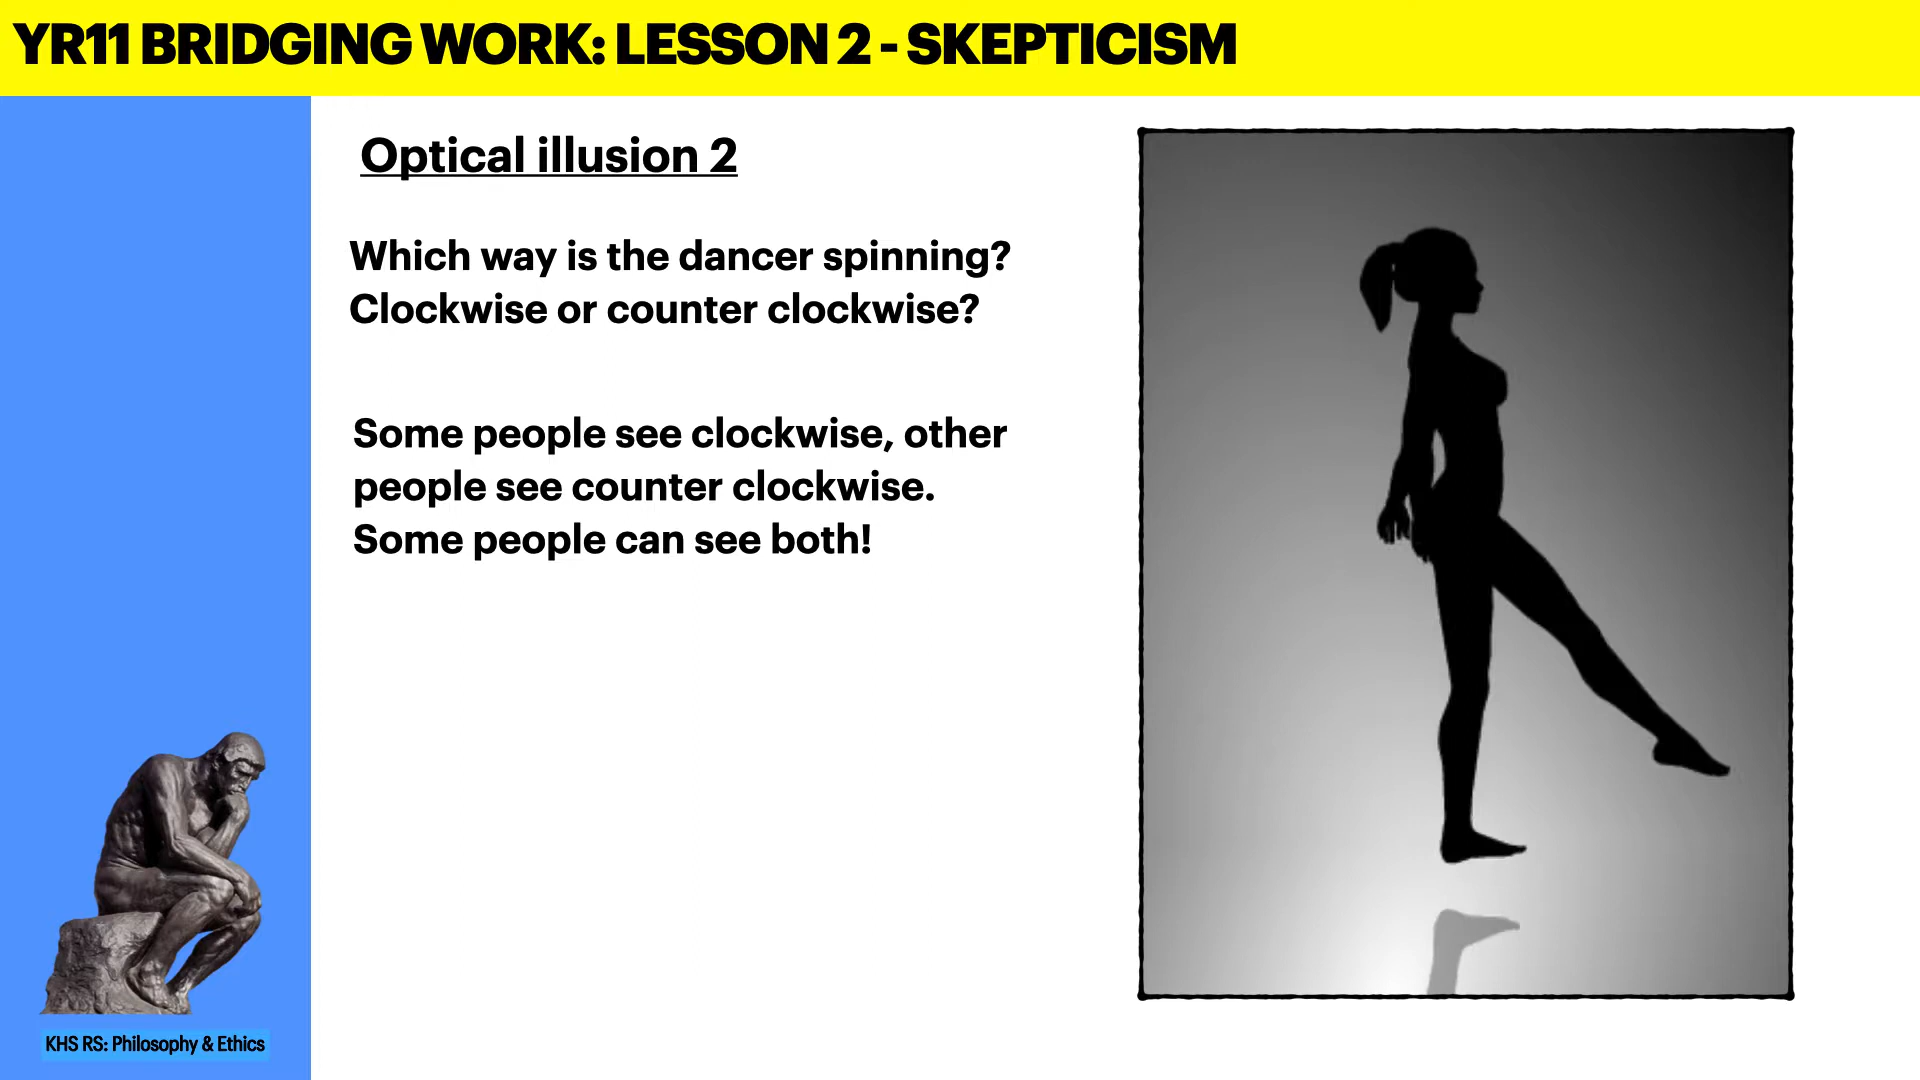 YR11 BRIDGING WORK: LESSON 2 - SKEPTICISM
Optical illusion 2
Which way is the dancer spinning?
Clockwise or counter clockwise?
Some people see clockwise, other
people see counter clockwise.
Some people can see both!
KHS RS: Philosophy & Ethics